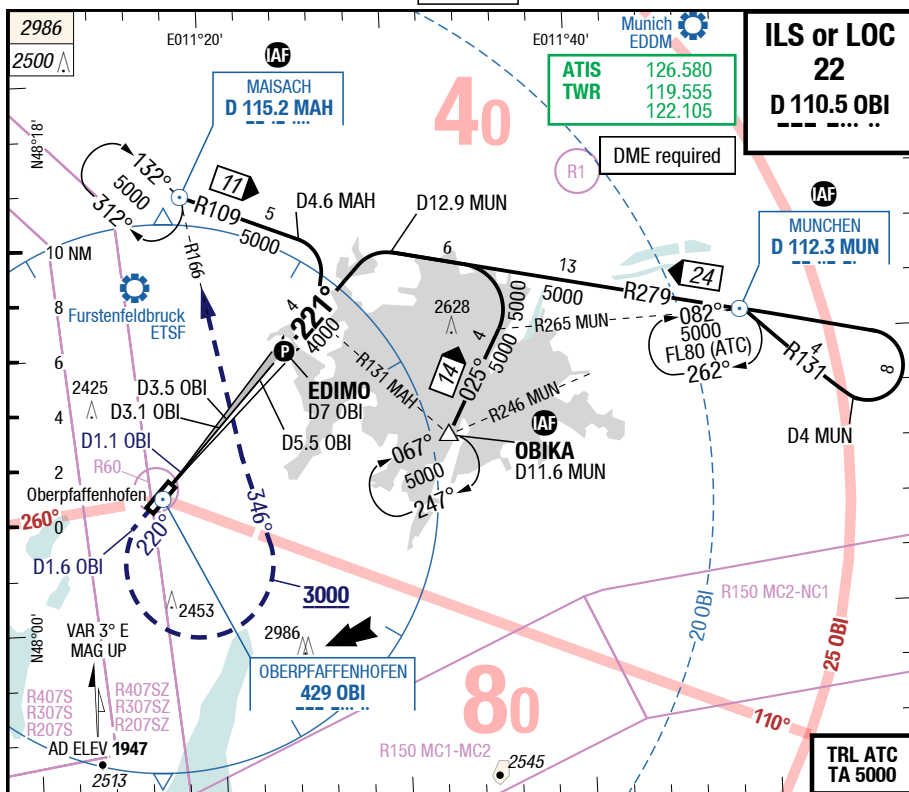 2986
2500
E011°20'
E011°40'
Munich
EDDM
ILS or LOC
22
D 110.5 OBI
IAF
MAISACH
D 115.2 MAH
ATIS 126.580
TWR 119.555
122.105
DME required
40
R1
N48°18'
132°
5000
312°
11
R109
5
5000
D4.6 MAH
D12.9 MUN
6
13
5000
R279
24
IAF
MUNCHEN
D 112.3 MUN
10 NM
R166
Furstenfeldbruck
ETSF
8
4
221°
4000
2628
5000
4
5000
R265 MUN
082°
5000
FL80 (ATC)
262°
R131
4
8
D4 MUN
6
P
EDIMO
D7 OBI
R131 MAH
14
025°
R246 MUN
2425
D3.5 OBI
D3.1 OBI
D5.5 OBI
4
IAF
OBIKA
D11.6 MUN
D1.1 OBI
067°
5000
247°
2
R60
Oberpaffenhofen
260°
0
220°
346°
D1.6 OBI
3000
2453
R150 MC2-NC1
N48°00'
VAR 3° E
MAG UP
2986
20 OBI
25 OBI
OBERPFAFFENHOFEN
429 OBI
R407S
R307S
R207S
R407SZ
R307SZ
R207SZ
80
110°
AD ELEV 1947
2513
R150 MC1-MC2
2545
TRL ATC
TA 5000